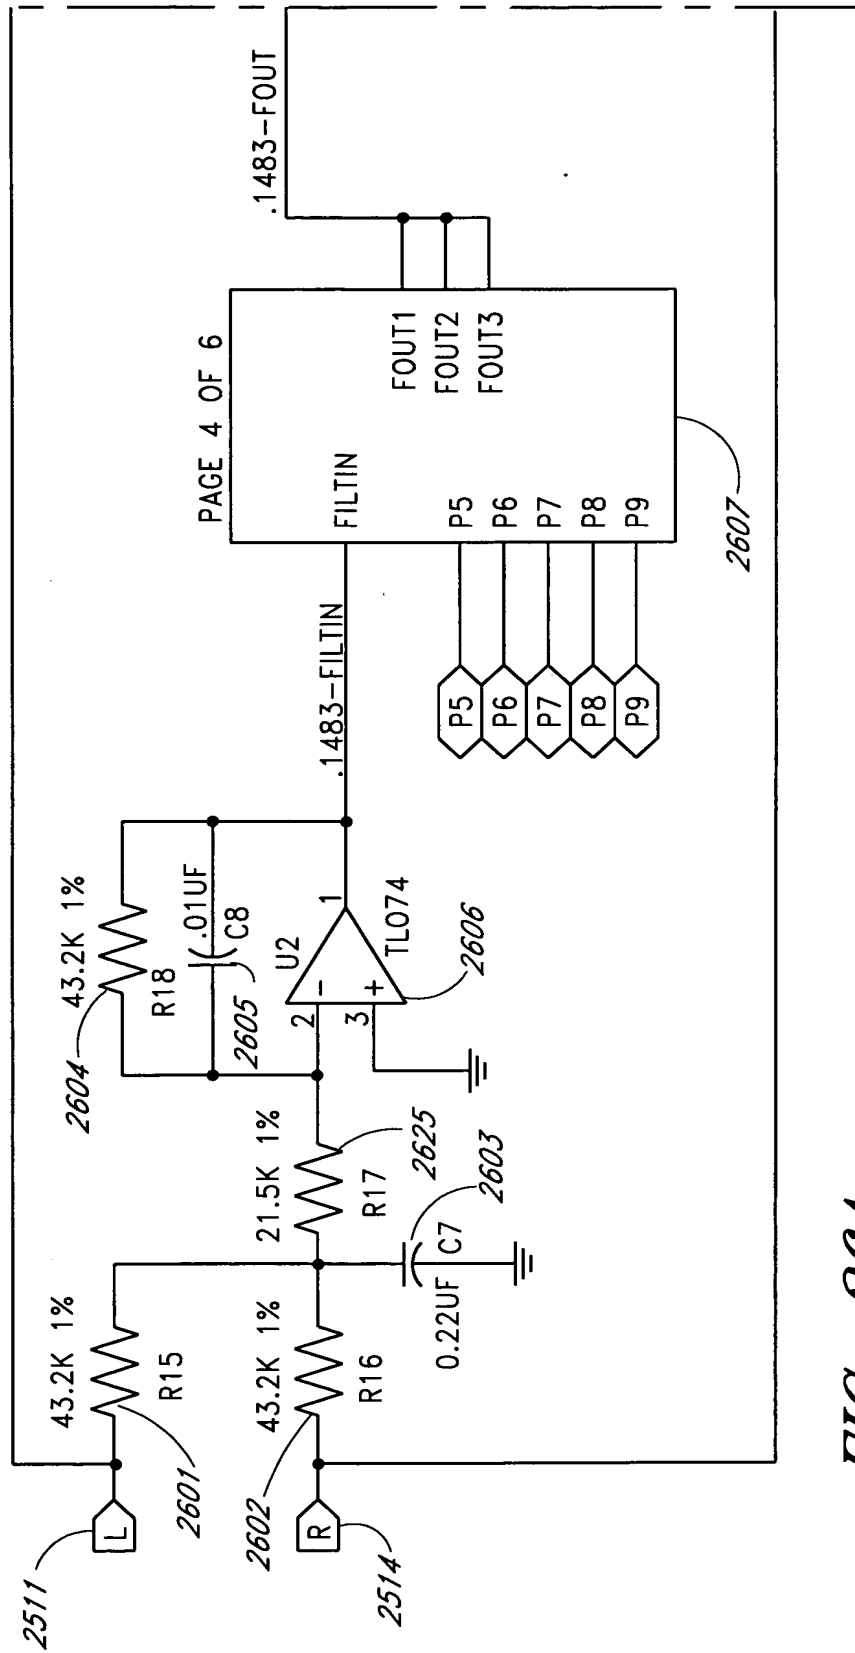 2511
L
2601
43.2K 1%
R15
2602
43.2K 1%
R16
R
2514
21.5K 1%
R17
2625
0.22UF C7
2603
2604
43.2K 1%
R18
.01UF
C8
2605
U2
2
3
-
+
1
TL074
2606
.1483-FILTIN
PAGE 4 OF 6
FILTIN
FOUT1
FOUT2
FOUT3
P5
P6
P7
P8
P9
P5
P6
P7
P8
P9
2607
.1483-FOUT